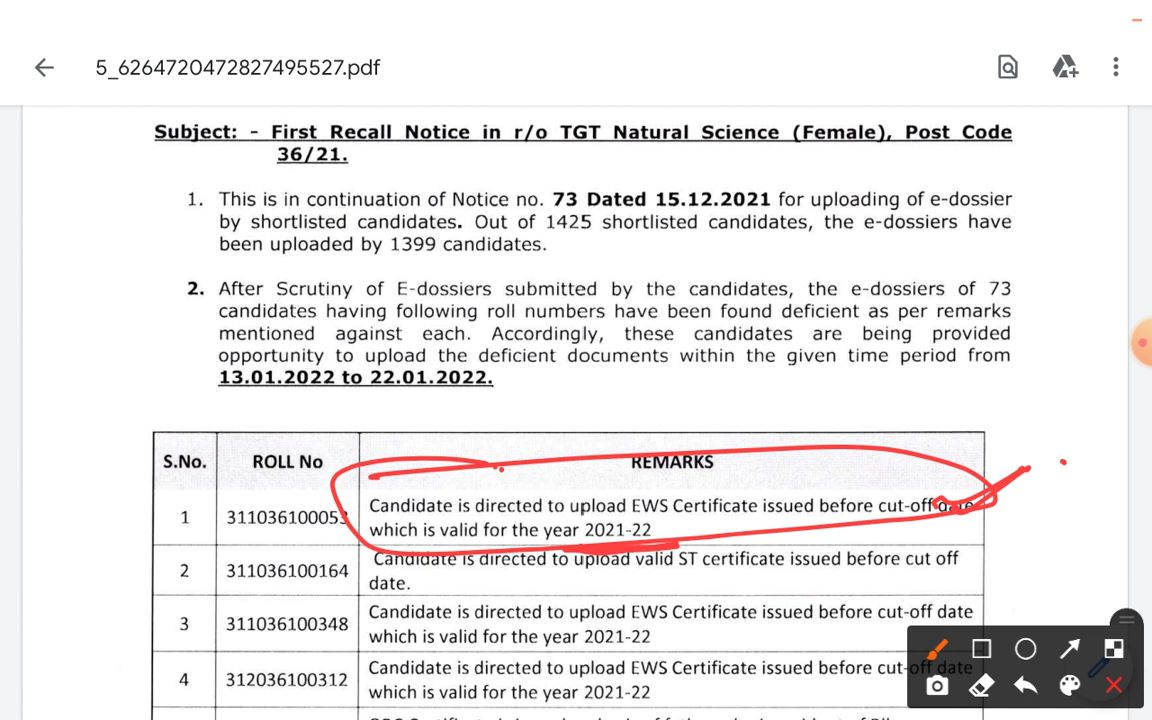 5_6264720472827495527.pdf
Subject: - First Recall Notice in r/o TGT Natural Science (Female), Post Code
36/21.
1. This is in continuation of Notice no. 73 Dated 15.12.2021 for uploading of e-dossier
by shortlisted candidates. Out of 1425 shortlisted candidates, the e-dossiers have
been uploaded by 1399 candidates.
2. After Scrutiny of E-dossiers submitted by the candidates, the e-dossiers of 73
candidates having following roll numbers have been found deficient as per remarks
mentioned against each. Accordingly, these candidates are being provided
opportunity to upload the deficient documents within the given time period from
13.01.2022 to 22.01.2022.
S.No. ROLL No REMARKS
1 311036100053 Candidate is directed to upload EWS Certificate issued before cut-off date
which is valid for the year 2021-22
2 311036100164 Candidate is directed to upload valid ST certificate issued before cut off
date.
3 311036100348 Candidate is directed to upload EWS Certificate issued before cut-off date
which is valid for the year 2021-22
4 312036100312 Candidate is directed to upload EWS Certificate issued before cut-off date
which is valid for the year 2021-22